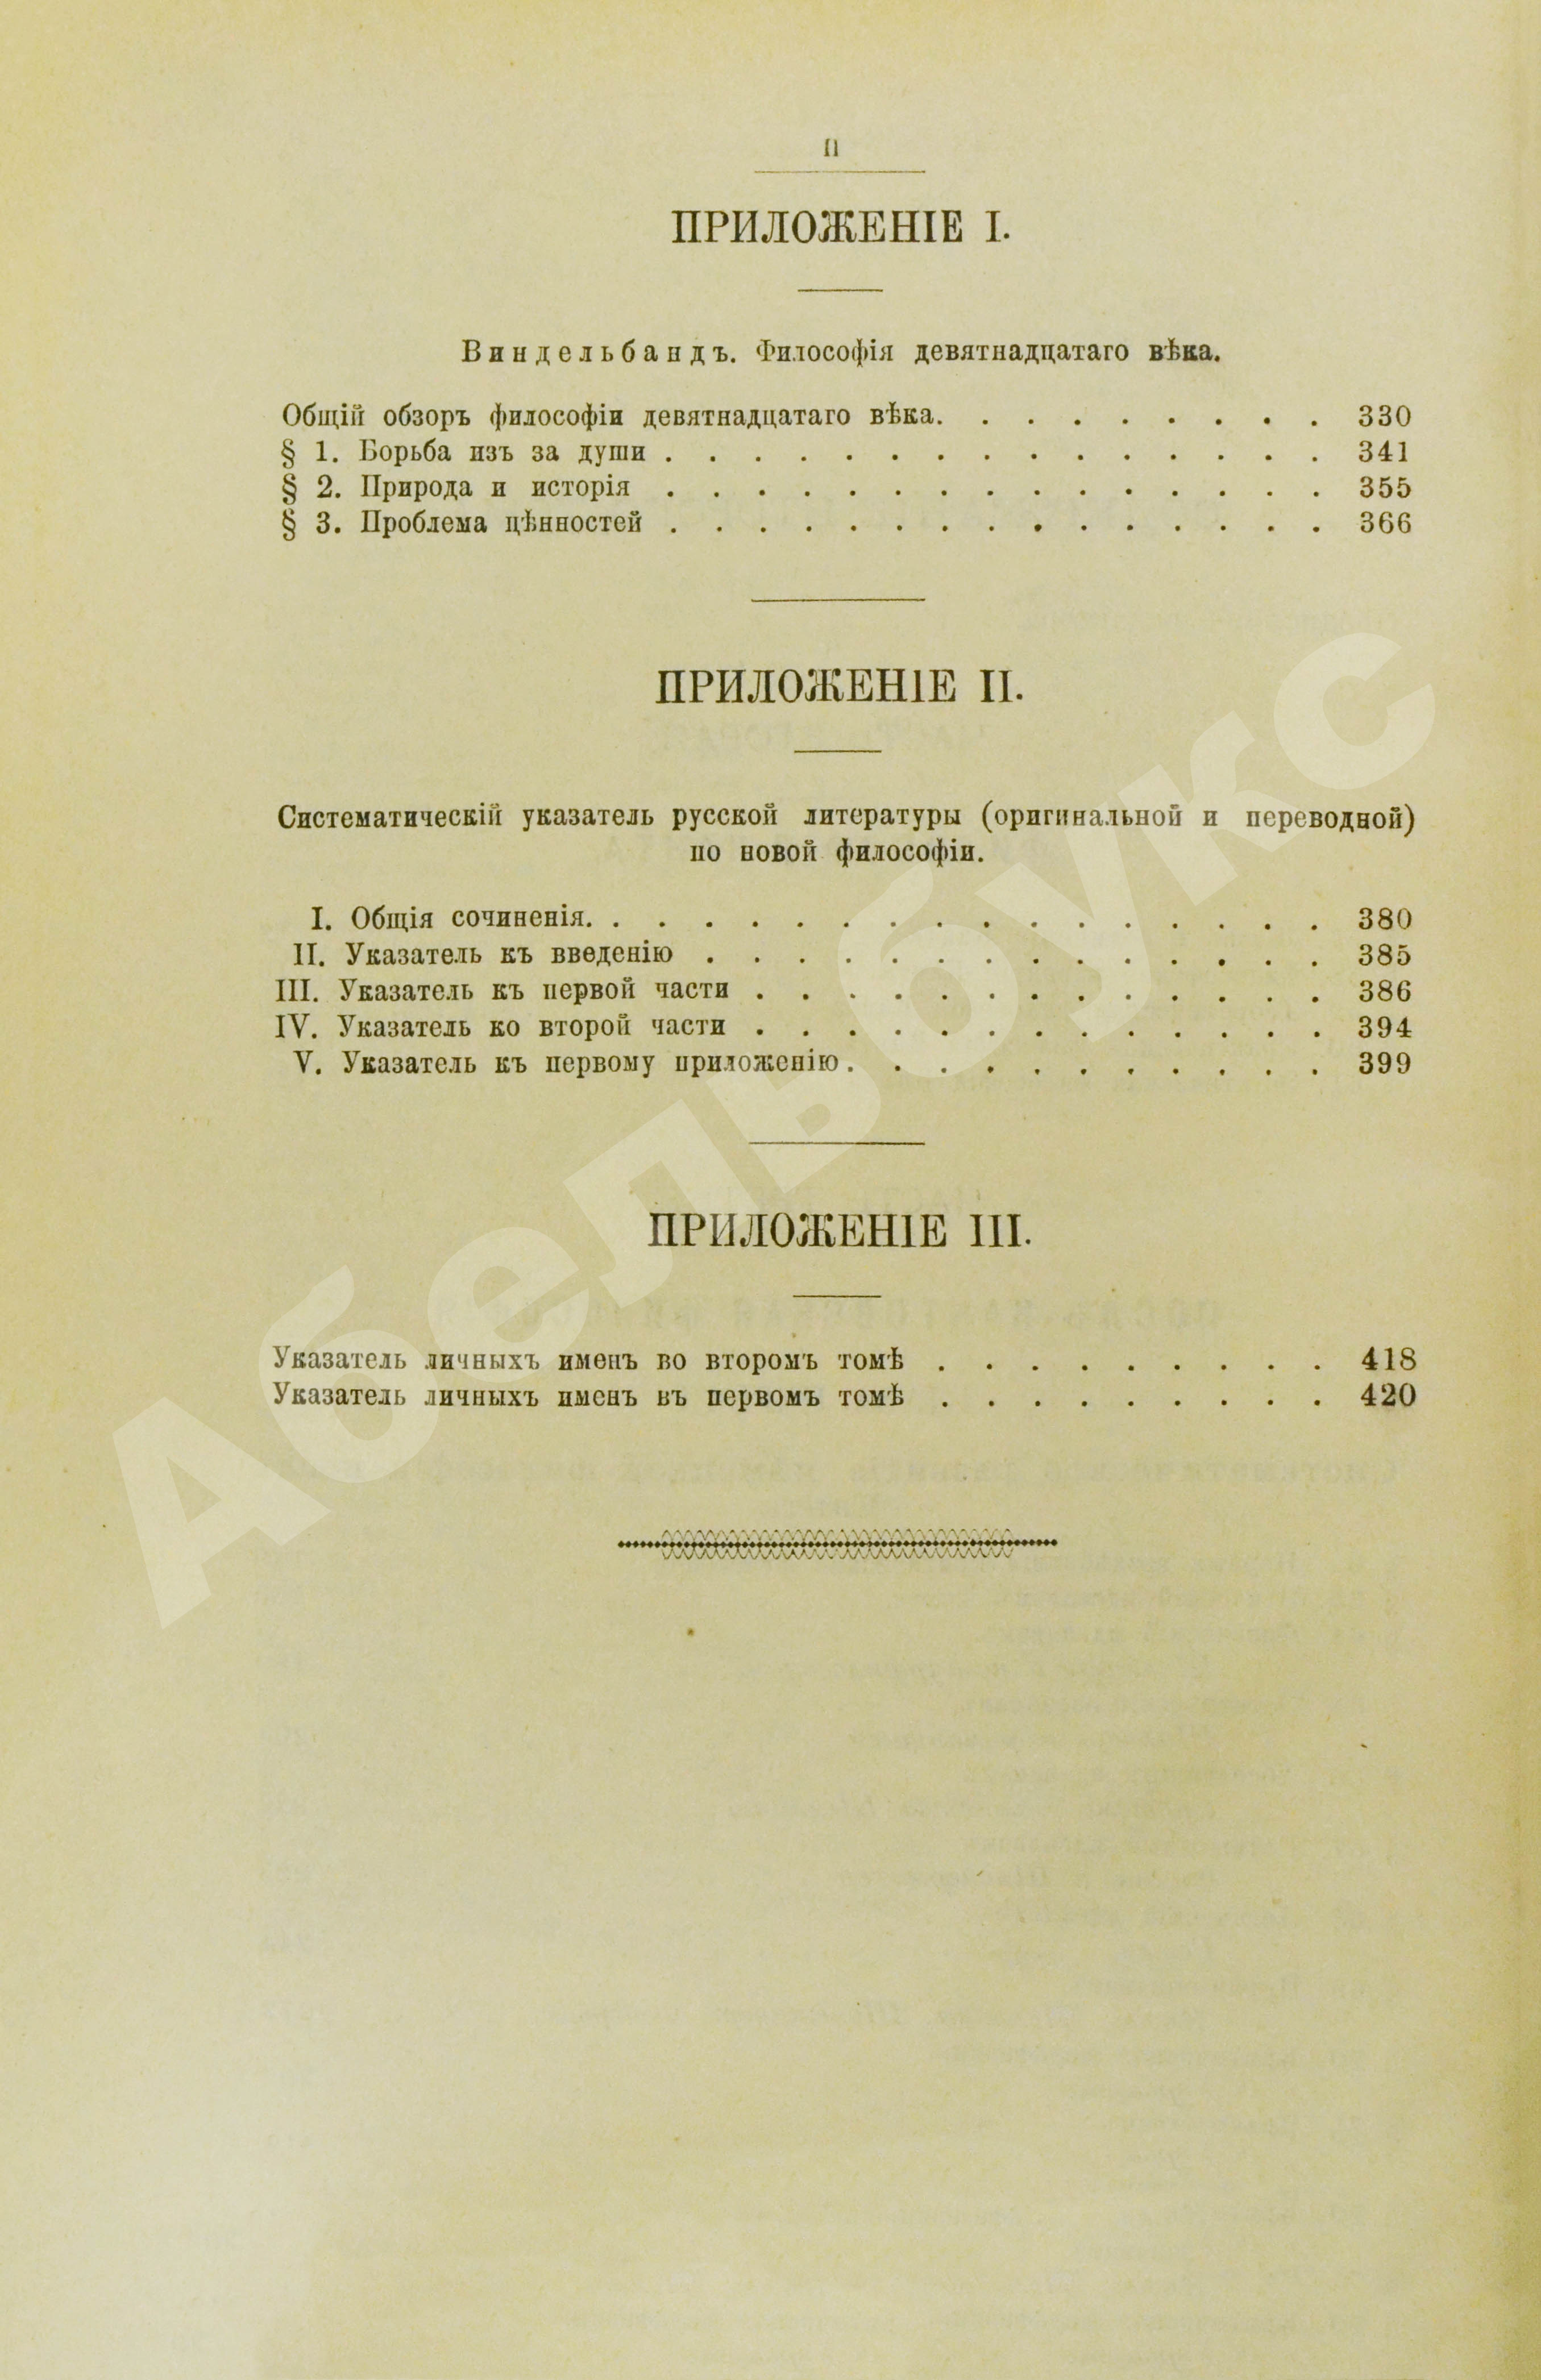 II
ПРИЛОЖЕНІЕ I.
Виндельбандъ. Философія девятнадцатаго вѣка.
Общій обзоръ философіи девятнадцатаго вѣка. . . . . . . . . . 330
§ 1. Борьба изъ за души . . . . . . . . . . . . . . . 341
§ 2. Природа и исторія . . . . . . . . . . . . . . . 355
§ 3. Проблема цѣнностей . . . . . . . . . . . . . . . 366
ПРИЛОЖЕНІЕ II.
Систематическій указатель русской литературы (оригинальной и переводной)
по новой философіи.
I. Общія сочиненія. . . . . . . . . . . . . . . . . 380
II. Указатель къ введенію . . . . . . . . . . . . . . 385
III. Указатель къ первой части . . . . . . . . . . . . . 386
IV. Указатель ко второй части . . . . . . . . . . . . . 394
V. Указатель къ первому приложенію. . . . . . . . . . . 399
ПРИЛОЖЕНІЕ III.
Указатель личныхъ именъ во второмъ томѣ . . . . . . . . . 418
Указатель личныхъ именъ въ первомъ томѣ . . . . . . . . . 420
Абельбукс